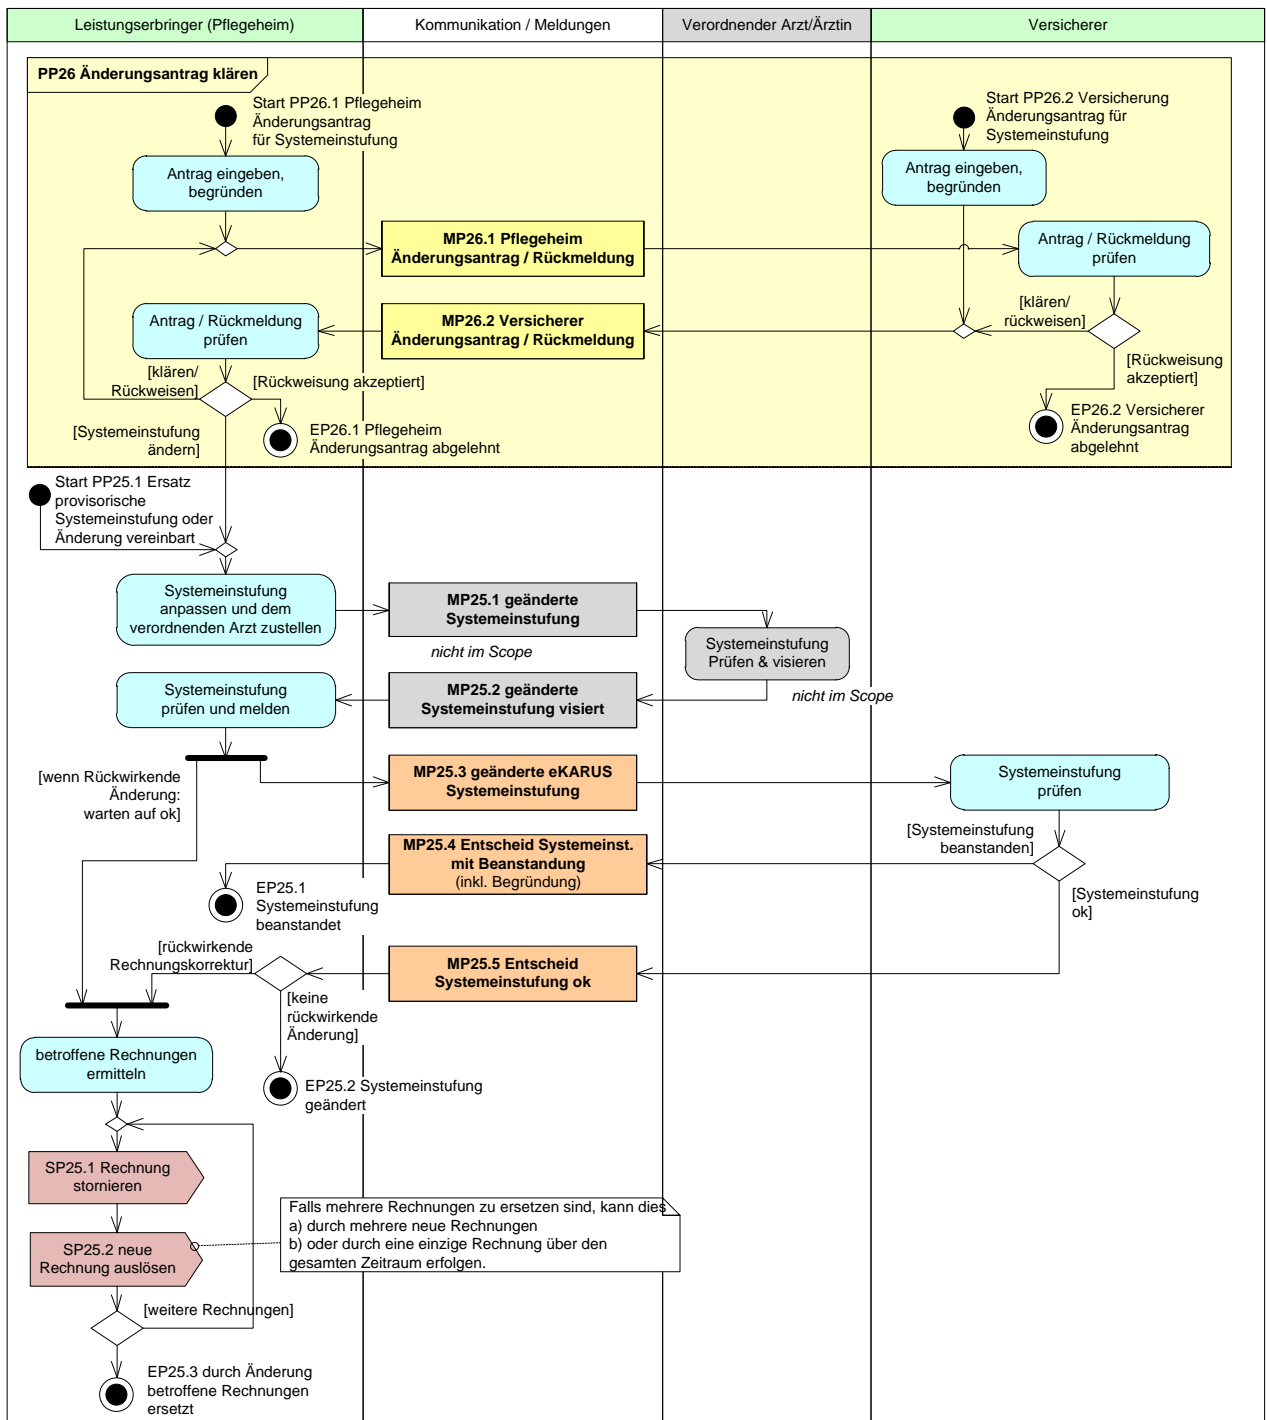 Leistungserbringer (Pflegeheim)
Kommunikation / Meldungen
Verordnender Arzt/Ärztin
Versicherer
PP26 Änderungsantrag klären
Start PP26.1 Pflegeheim
Änderungsantrag
für Systemeinstufung
Start PP26.2 Versicherung
Änderungsantrag für
Systemeinstufung
Antrag eingeben,
begründen
Antrag eingeben,
begründen
MP26.1 Pflegeheim
Änderungsantrag / Rückmeldung
Antrag / Rückmeldung
prüfen
Antrag / Rückmeldung
prüfen
MP26.2 Versicherer
Änderungsantrag / Rückmeldung
[klären/
rückweisen]
[klären/
Rückweisen]
[Rückweisung akzeptiert]
[Rückweisung
akzeptiert]
EP26.1 Pflegeheim
Änderungsantrag abgelehnt
EP26.2 Versicherer
Änderungsantrag
abgelehnt
[Systemeinstufung
ändern]
Start PP25.1 Ersatz
provisorische
Systemeinstufung oder
Änderung vereinbart
Systemeinstufung
anpassen und dem
verordnenden Arzt zustellen
MP25.1 geänderte
Systemeinstufung
nicht im Scope
Systemeinstufung
Prüfen & visieren
nicht im Scope
Systemeinstufung
prüfen und melden
MP25.2 geänderte
Systemeinstufung visiert
[wenn Rückwirkende
Änderung:
warten auf ok]
MP25.3 geänderte eKARUS
Systemeinstufung
Systemeinstufung
prüfen
[Systemeinstufung
beanstanden]
MP25.4 Entscheid Systemeinst.
mit Beanstandung
(inkl. Begründung)
EP25.1
Systemeinstufung
beanstandet
[Systemeinstufung
ok]
[rückwirkende
Rechnungskorrektur]
MP25.5 Entscheid
Systemeinstufung ok
[keine
rückwirkende
Änderung]
betroffene Rechnungen
ermitteln
EP25.2 Systemeinstufung
geändert
SP25.1 Rechnung
stornieren
Falls mehrere Rechnungen zu ersetzen sind, kann dies
a) durch mehrere neue Rechnungen
b) oder durch eine einzige Rechnung über den
gesamten Zeitraum erfolgen.
SP25.2 neue
Rechnung auslösen
[weitere Rechnungen]
EP25.3 durch Änderung
betroffene Rechnungen
ersetzt